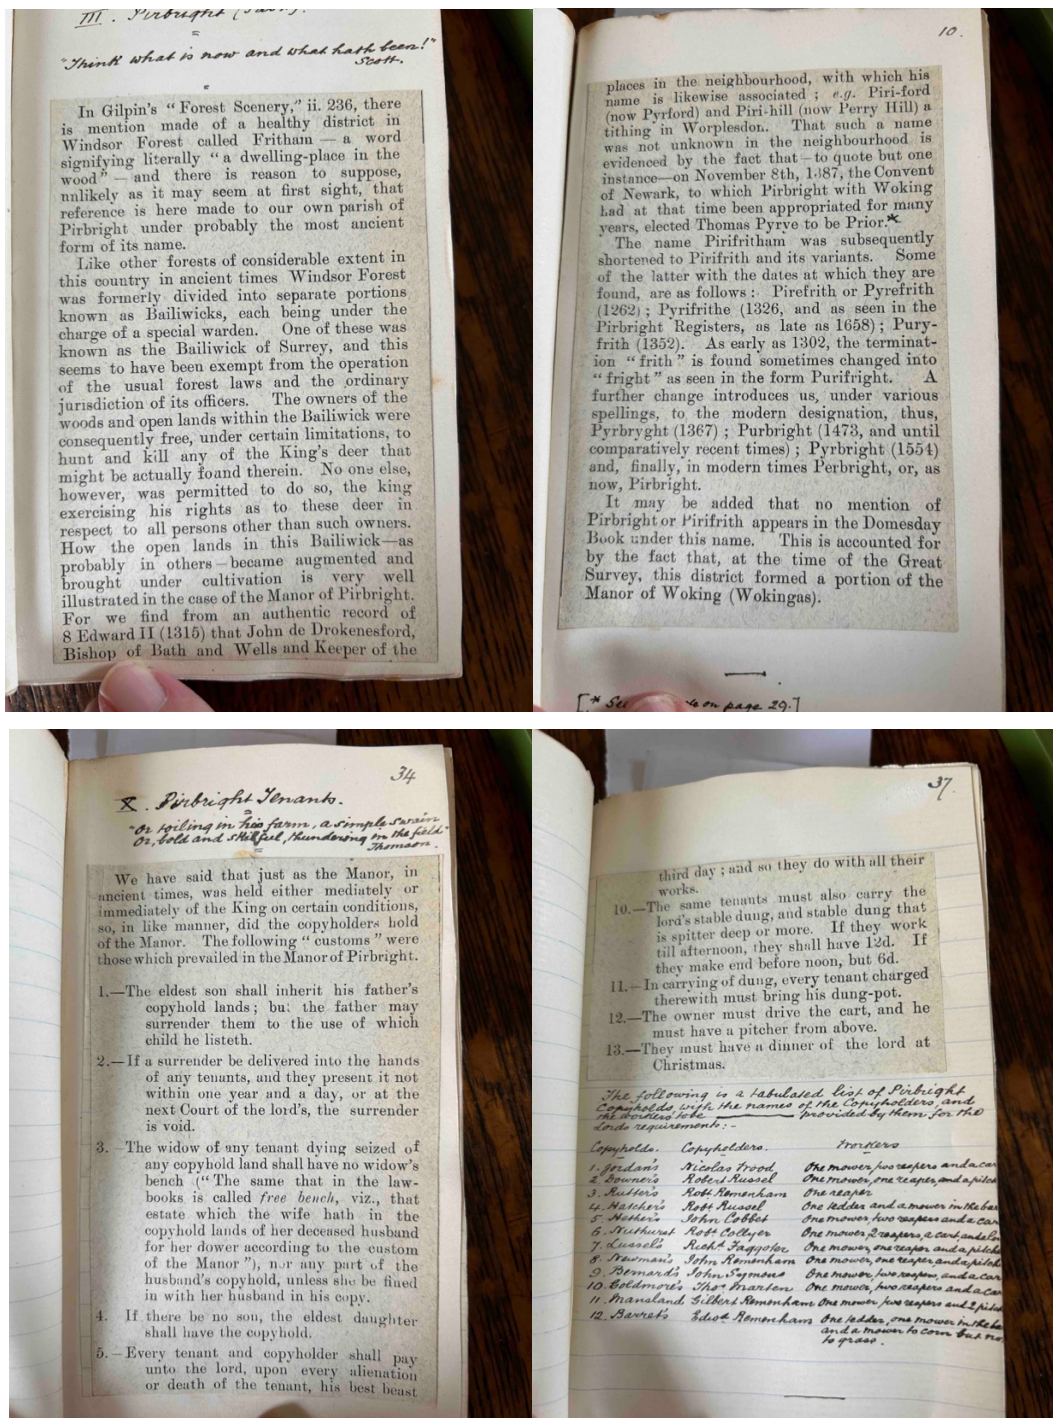 III. Pirbright
"Think what is now and what hath been!"
Scott.
In Gilpin's "Forest Scenery," ii. 236, there
is mention made of a healthy district in
Windsor Forest called Fritham — a word
signifying literally "a dwelling-place in the
wood" — and there is reason to suppose,
unlikely as it may seem at first sight, that
reference is here made to our own parish of
Pirbright under probably the most ancient
form of its name.
Like other forests of considerable extent in
this country in ancient times Windsor Forest
was formerly divided into separate portions
known as Bailiwicks, each being under the
charge of a special warden. One of these was
known as the Bailiwick of Surrey, and this
seems to have been exempt from the operation
of the usual forest laws and the ordinary
jurisdiction of its officers. The owners of the
woods and open lands within the Bailiwick were
consequently free, under certain limitations, to
hunt and kill any of the King's deer that
might be actually found therein. No one else,
however, was permitted to do so, the king
exercising his rights as to these deer in
respect to all persons other than such owners.
How the open lands in this Bailiwick—as
probably in others—became augmented and
brought under cultivation is very well
illustrated in the case of the Manor of Pirbright.
For we find from an authentic record of
8 Edward II (1315) that John de Drokenesford,
Bishop of Bath and Wells and Keeper of the
10.
places in the neighbourhood, with which his
name is likewise associated; e.g. Piri-ford
(now Pyrford) and Piri-hill (now Perry Hill) a
tithing in Worplesdon. That such a name
was not unknown in the neighbourhood is
evidenced by the fact that—to quote but one
instance—on November 8th, 1387, the Convent
of Newark, to which Pirbright with Woking
had at that time been appropriated for many
years, elected Thomas Pyrye to be Prior.*
The name Pirifritham was subsequently
shortened to Pirifrith and its variants. Some
of the latter with the dates at which they are
found, are as follows: Pirefrith or Pyrefrith
(1262); Pyrifrithe (1326, and as seen in the
Pirbright Registers, as late as 1658); Pury-
frith (1352). As early as 1302, the terminat-
ion "frith" is found sometimes changed into
"fright" as seen in the form Purifright. A
further change introduces us, under various
spellings, to the modern designation, thus,
Pyrbryght (1367); Purbright (1473, and until
comparatively recent times); Pyrbright (1554)
and, finally, in modern times Perbright, or, as
now, Pirbright.
It may be added that no mention of
Pirbright or Pirifrith appears in the Domesday
Book under this name. This is accounted for
by the fact that, at the time of the Great
Survey, this district formed a portion of the
Manor of Woking (Wokingas).
[* on page 29.]
34
X. Pirbright Tenants.
"Or toiling in his farm, a simple swain
Or, bold and skilful, thundering in the field"
Thomson.
We have said that just as the Manor, in
ancient times, was held either mediately or
immediately of the King on certain conditions,
so, in like manner, did the copyholders hold
of the Manor. The following "customs" were
those which prevailed in the Manor of Pirbright.
1.—The eldest son shall inherit his father's
copyhold lands; but the father may
surrender them to the use of which
child he listeth.
2.—If a surrender be delivered into the hands
of any tenants, and they present it not
within one year and a day, or at the
next Court of the lord's, the surrender
is void.
3. The widow of any tenant dying seized of
any copyhold land shall have no widow's
bench ("The same that in the law-
books is called free bench, viz., that
estate which the wife hath in the
copyhold lands of her deceased husband
for her dower according to the custom
of the Manor"), nor any part of the
husband's copyhold, unless she be fined
in with her husband in his copy.
4. If there be no son, the eldest daughter
shall have the copyhold.
5.—Every tenant and copyholder shall pay
unto the lord, upon every alienation
or death of the tenant, his best beast
37.
third day; and so they do with all their
works.
10.—The same tenants must also carry the
lord's stable dung, and stable dung that
is spitter deep or more. If they work
till afternoon, they shall have 12d. If
they make end before noon, but 6d.
11.—In carrying of dung, every tenant charged
therewith must bring his dung-pot.
12.—The owner must drive the cart, and he
must have a pitcher from above.
13.—They must have a dinner of the lord at
Christmas.
The following is a tabulated list of Pirbright
Copyholds, with the names of the Copyholders, and
the workers to be provided by them for the
Lords requirements:-
Copyholds. Copyholders. Workers
1. Jordan's Nicolas Frood One mower, two reapers and a car
2 Downer's Robert Russel One mower, one reaper, and a pitch
3. Rutter's Robt Remenham One reaper
4. Hatcher's Robt Russel One tedder and a mower in the bar
5 Hether's John Cobbet One mower, two reapers and a car
6. Nuthurst Robt Collyer One mower, 2 reapers, a cart, and
7. Lussel's Richd Faggoter One mower, one reaper and a pitch
8. Newman's John Remenham One mower, one reaper, and a pitch
9. Bernard's John Symons One mower, two reapers, and a car
10. Goldmore's Thos Marten One mower, two reapers and a car
11. Mansland Gilbert Remenham One mower, two reapers and 2 pitch
12. Barret's Edwd Remenham One tedder, one mower in the
and a mower to corn but no
to grass.